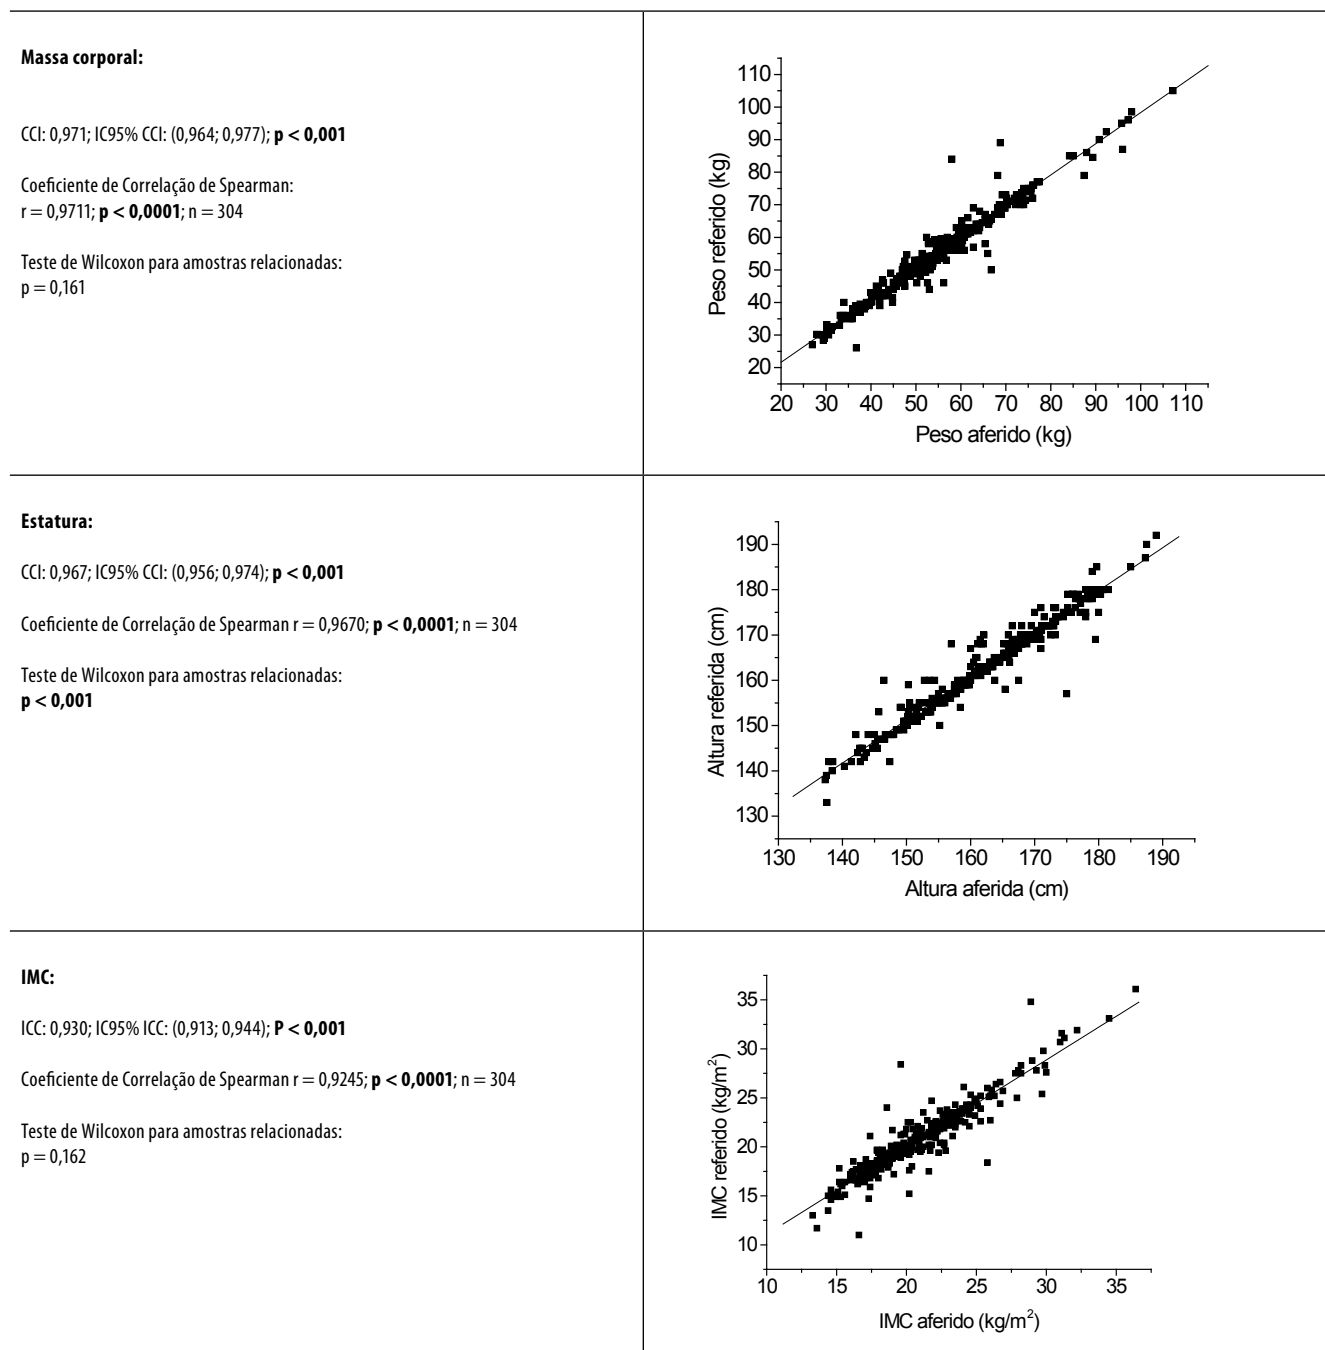 Massa corporal:
CCI: 0,971; IC95% CCI: (0,964; 0,977); p < 0,001
Coeficiente de Correlação de Spearman:
r = 0,9711; p < 0,0001; n = 304
Teste de Wilcoxon para amostras relacionadas:
p = 0,161
110
100
90
80
70
60
50
40
30
20
Peso referido (kg)
20 30 40 50 60 70 80 90 100 110
Peso aferido (kg)
Estatura:
CCI: 0,967; IC95% CCI: (0,956; 0,974); p < 0,001
Coeficiente de Correlação de Spearman r = 0,9670; p < 0,0001; n = 304
Teste de Wilcoxon para amostras relacionadas:
p < 0,001
190
180
170
160
150
140
130
Altura referida (cm)
130 140 150 160 170 180 190
Altura aferida (cm)
IMC:
ICC: 0,930; IC95% ICC: (0,913; 0,944); P < 0,001
Coeficiente de Correlação de Spearman r = 0,9245; p < 0,0001; n = 304
Teste de Wilcoxon para amostras relacionadas:
p = 0,162
35
30
25
20
15
10
IMC referido (kg/m²)
10 15 20 25 30 35
IMC aferido (kg/m²)